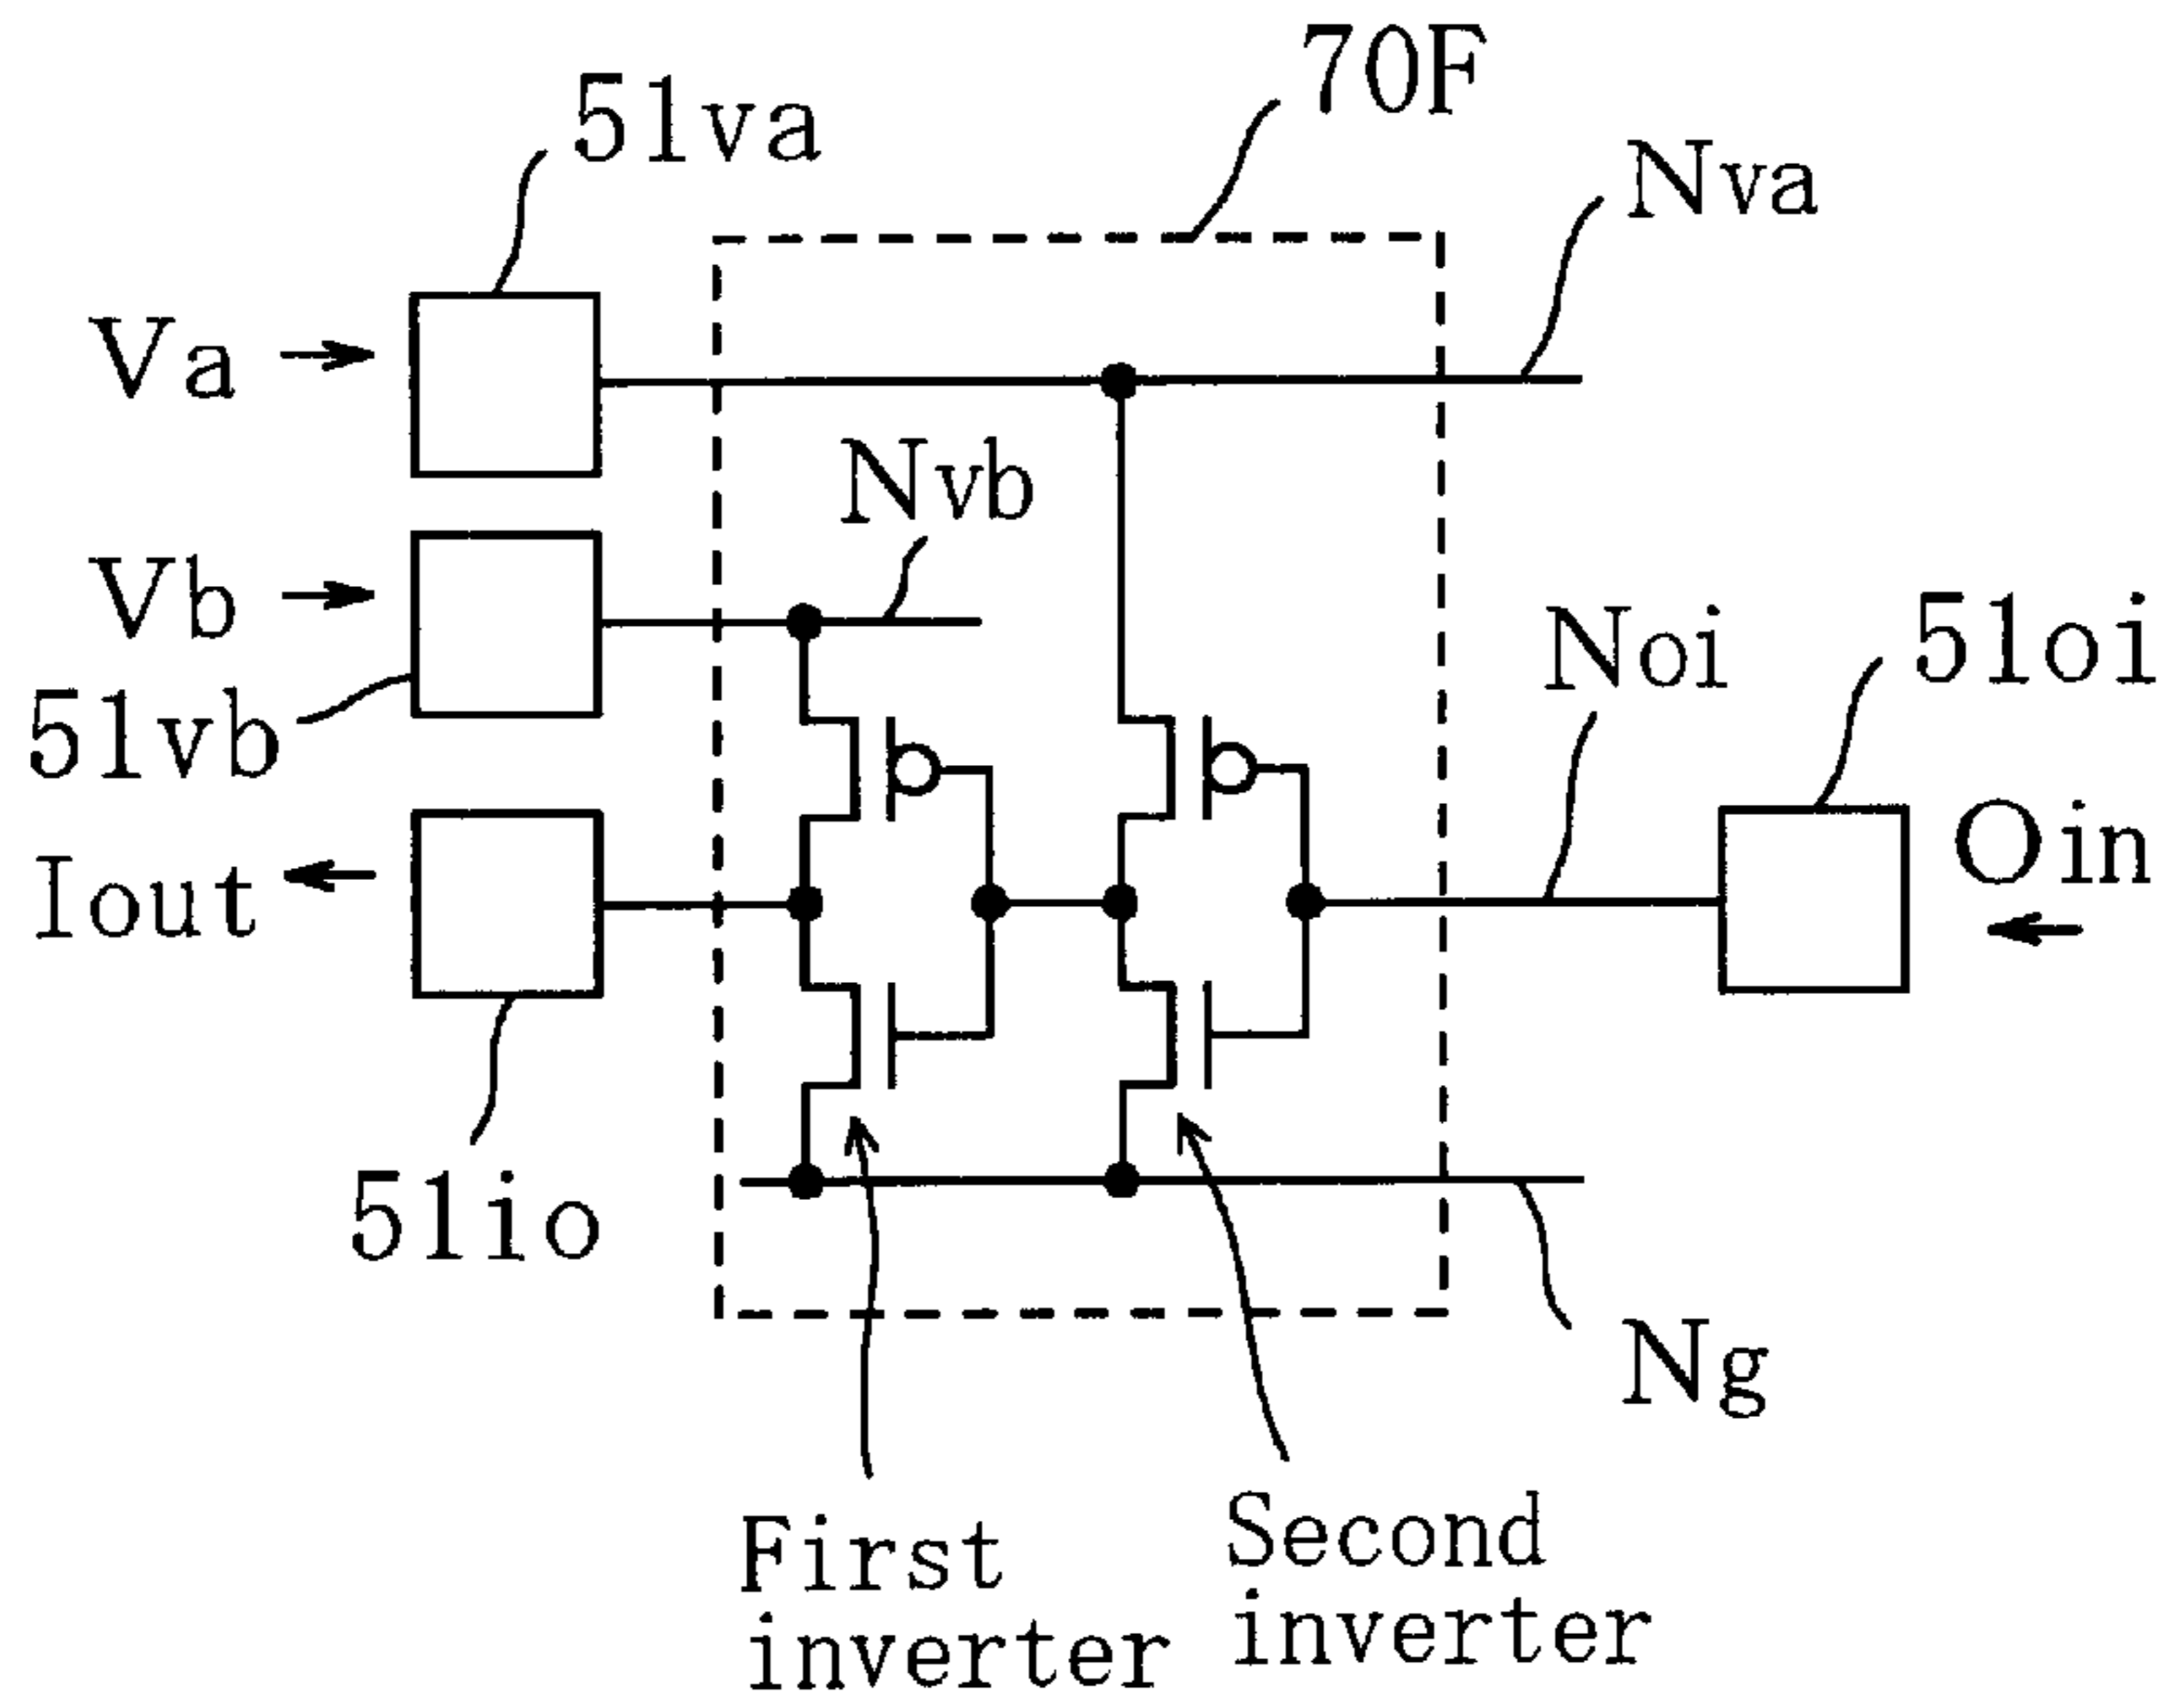 70F
51va
Nva
Va
Nvb
Vb
Noi
51oi
51vb
Oin
Iout
51io
Ng
First
inverter
Second
inverter